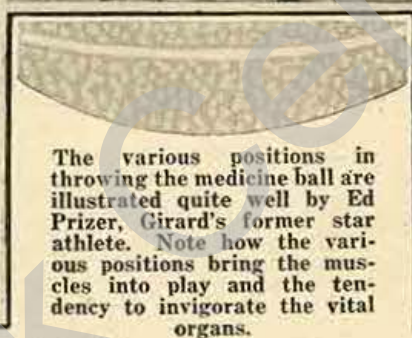 The various positions in
throwing the medicine ball are
illustrated quite well by Ed
Prizer, Girard's former star
athlete. Note how the vari-
ous positions bring the mus-
cles into play and the ten-
dency to invigorate the vital
organs.